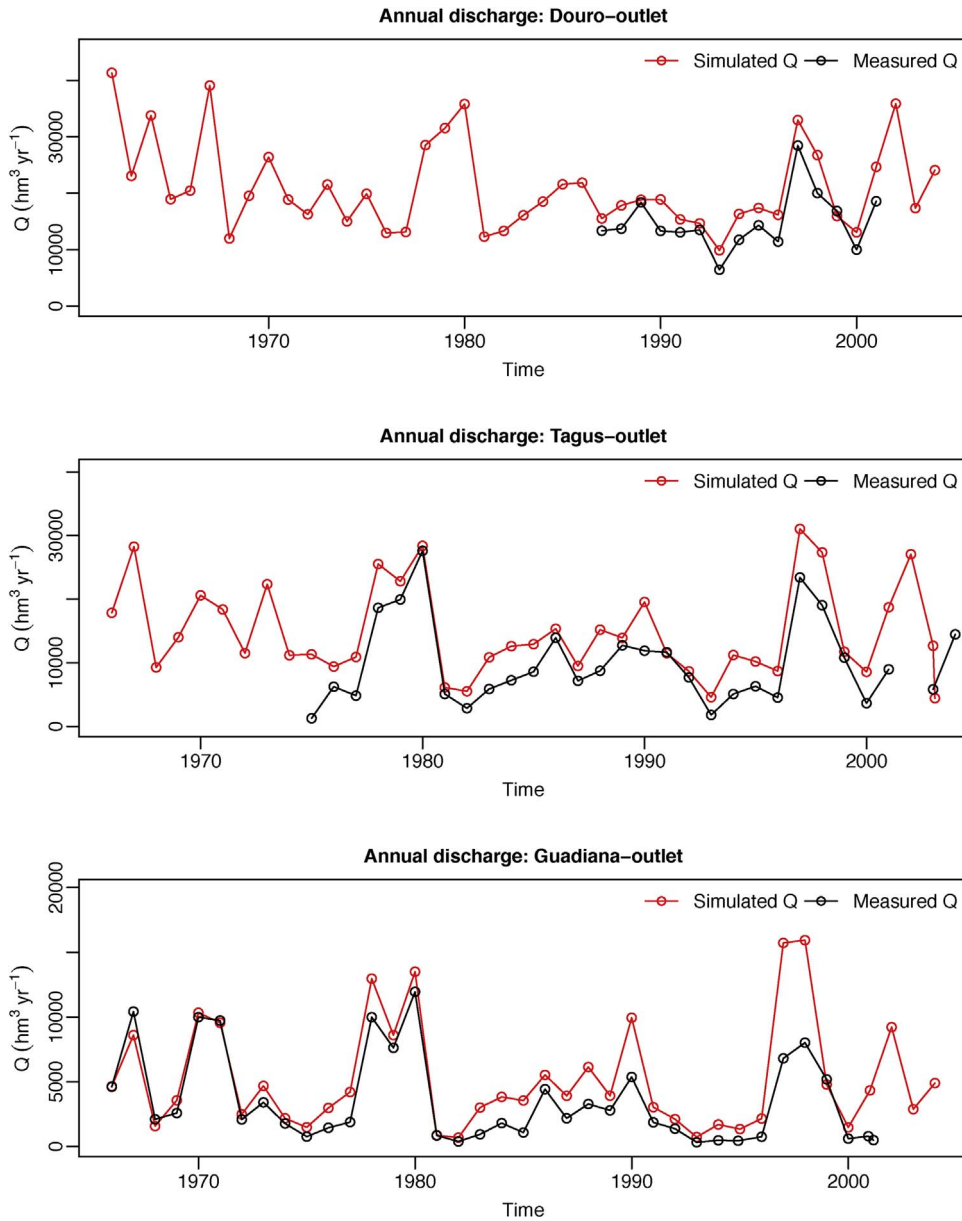 Annual discharge: Douro−outlet
Simulated Q Measured Q
30000
10000
0
Q (hm³ yr⁻¹)
1970 1980 1990 2000
Time
Annual discharge: Tagus−outlet
Simulated Q Measured Q
30000
10000
0
Q (hm³ yr⁻¹)
1970 1980 1990 2000
Time
Annual discharge: Guadiana−outlet
Simulated Q Measured Q
20000
10000
5000
0
Q (hm³ yr⁻¹)
1970 1980 1990 2000
Time